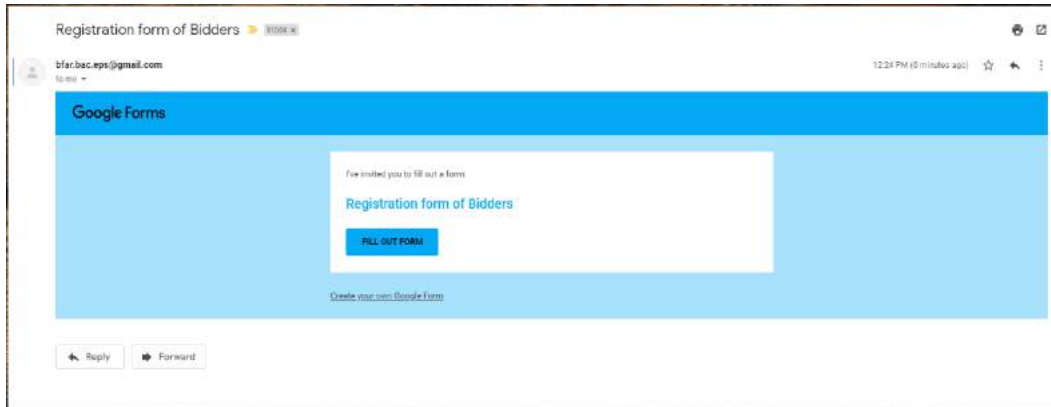 Registration form of Bidders Inbox x
bfar.bac.eps@gmail.com
to me
12:24 PM (0 minutes ago)
Google Forms
I've invited you to fill out a form
Registration form of Bidders
FILL OUT FORM
Create your own Google Form
Reply Forward